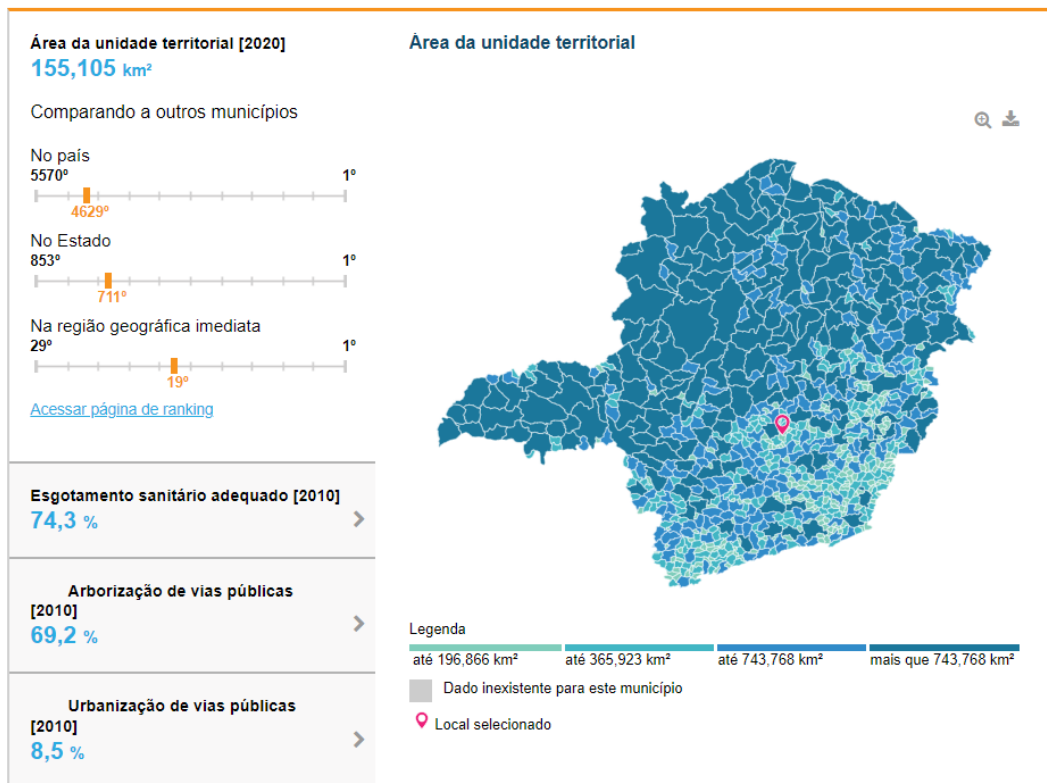 Área da unidade territorial [2020]
155,105 km²
Comparando a outros municípios
No país
5570º 1º
4629º
No Estado
853º 1º
711º
Na região geográfica imediata
29º 1º
19º
Acessar página de ranking
Esgotamento sanitário adequado [2010]
74,3 %
Arborização de vias públicas
[2010]
69,2 %
Urbanização de vias públicas
[2010]
8,5 %
Área da unidade territorial
Legenda
até 196,866 km² até 365,923 km² até 743,768 km² mais que 743,768 km²
Dado inexistente para este município
Local selecionado